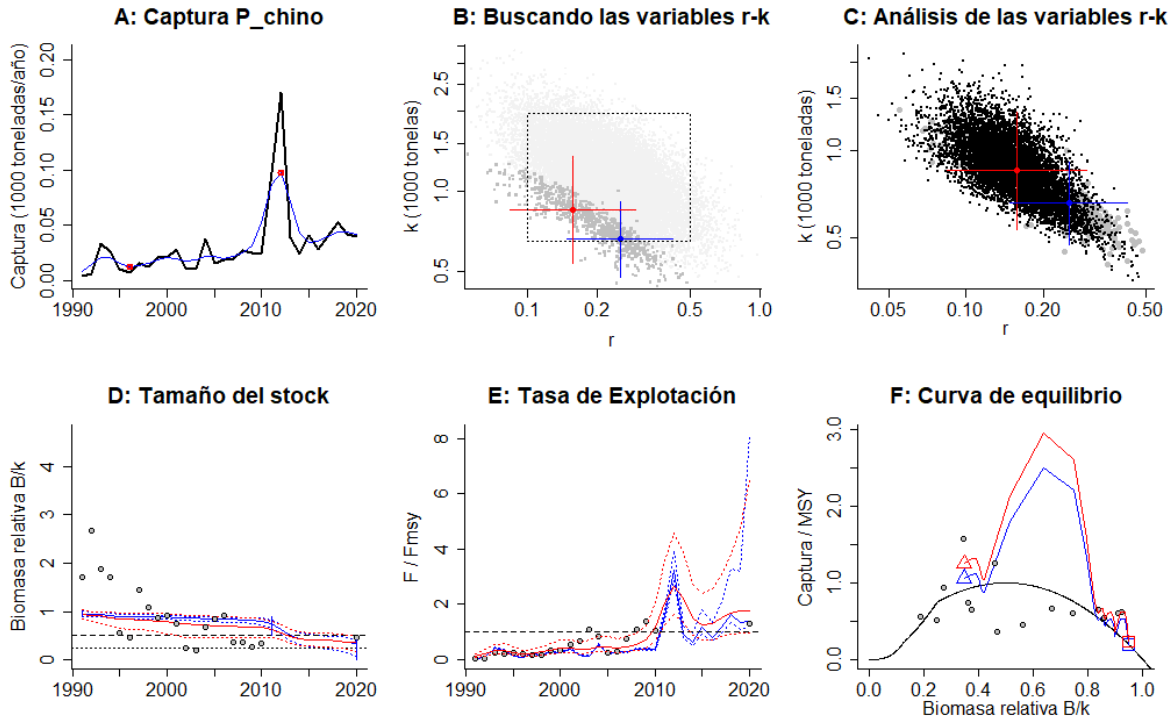 A: Captura P_chino
Captura (1000 toneladas/año)
0.00 0.05 0.10 0.15 0.20
1990 2000 2010 2020
B: Buscando las variables r-k
k (1000 tonelas)
0.5 1.0 1.5 2.5
0.1 0.2 0.5 1.0
r
C: Análisis de las variables r-k
k (1000 toneladas)
0.5 1.0 1.5
0.05 0.10 0.20 0.50
r
D: Tamaño del stock
Biomasa relativa B/k
0 1 2 3 4
1990 2000 2010 2020
E: Tasa de Explotación
F / Fmsy
0 2 4 6 8
1990 2000 2010 2020
F: Curva de equilibrio
Captura / MSY
0.0 1.0 2.0 3.0
0.0 0.2 0.4 0.6 0.8 1.0
Biomasa relativa B/k